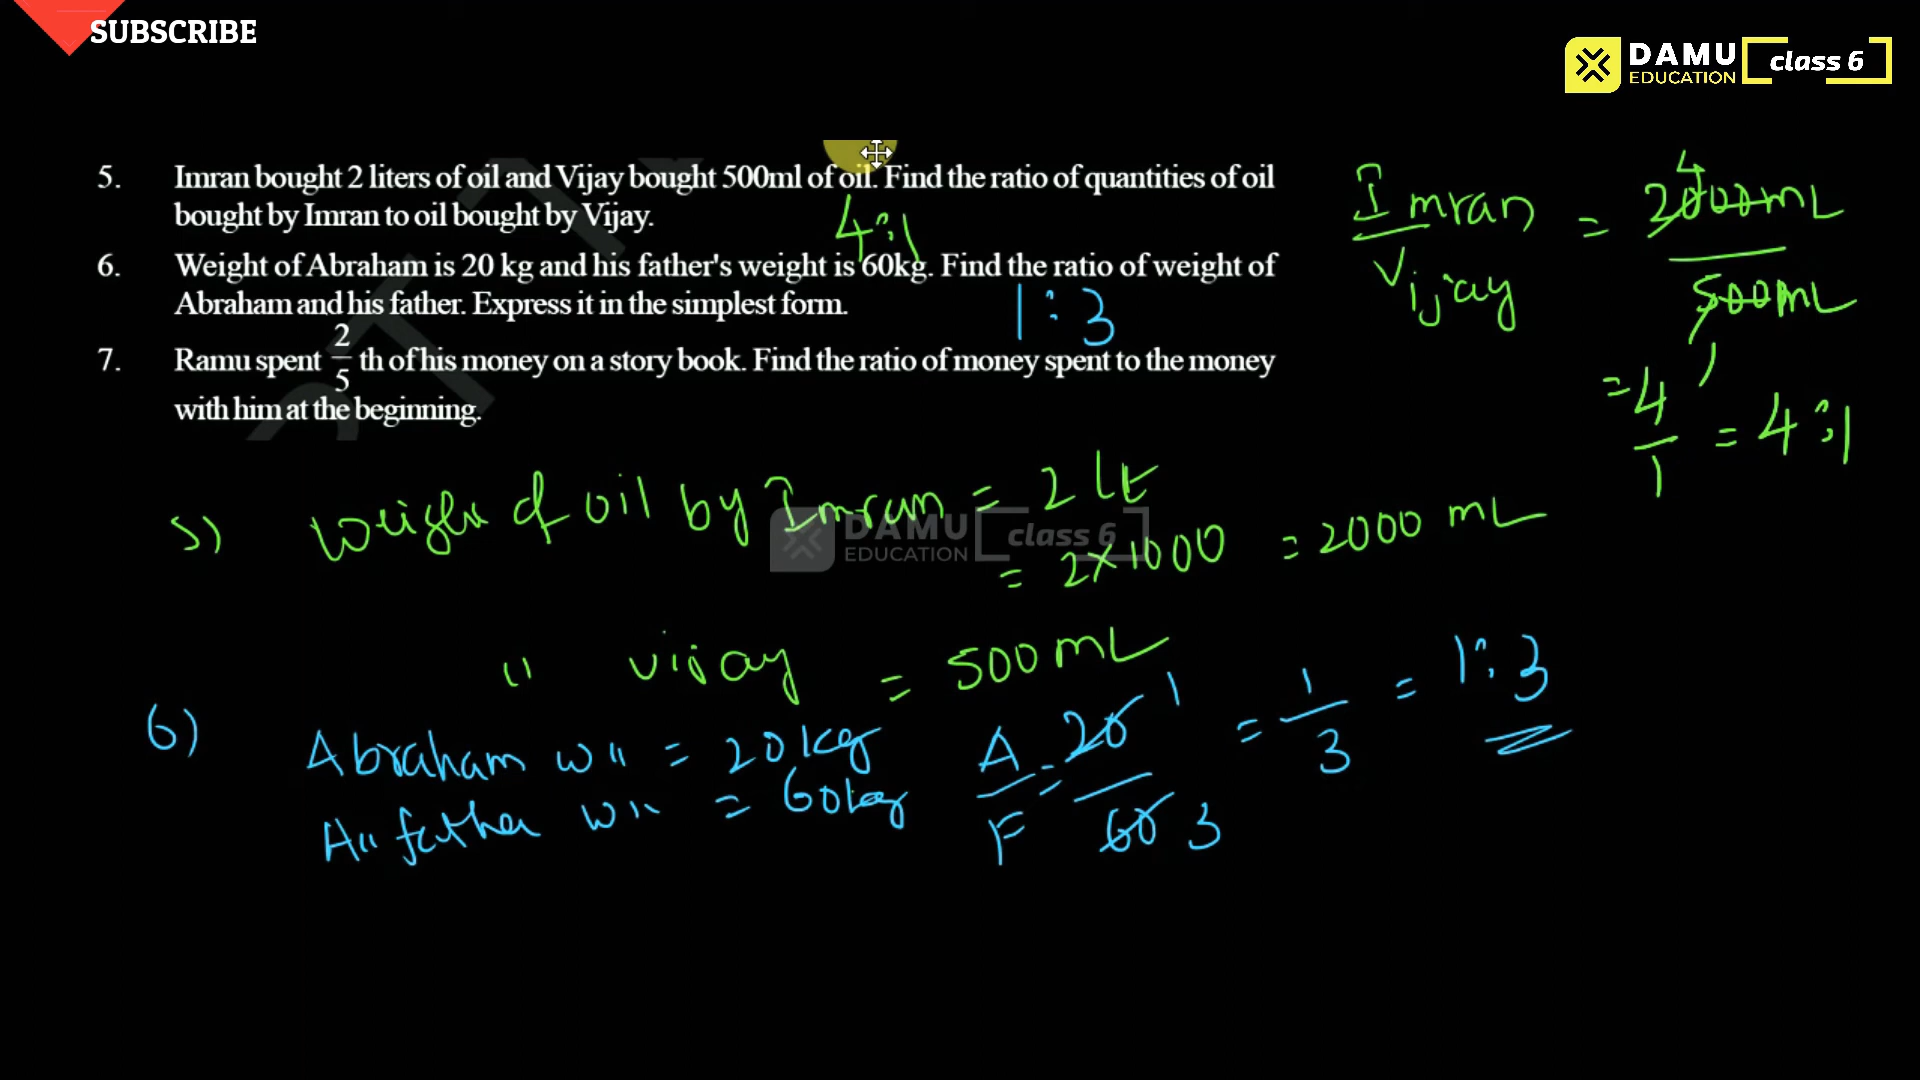 SUBSCRIBE
DAMU
EDUCATION
class 6
5. Imran bought 2 liters of oil and Vijay bought 500ml of oil. Find the ratio of quantities of oil
bought by Imran to oil bought by Vijay.
4:1
6. Weight of Abraham is 20 kg and his father's weight is 60kg. Find the ratio of weight of
Abraham and his father. Express it in the simplest form.
1:3
7. Ramu spent 2/5 th of his money on a story book. Find the ratio of money spent to the money
with him at the beginning.
Imran/Vijay = 2000mL/500mL
4
1
= 4/1 = 4:1
5) Weight of oil by Imran = 2 Lt
= 2×1000 = 2000 mL
DAMU
EDUCATION
class 6
" vijay = 500 mL
6) Abraham w" = 20kg
A" father w" = 60kg
A/F = 20/60
1
3
= 1/3 = 1:3